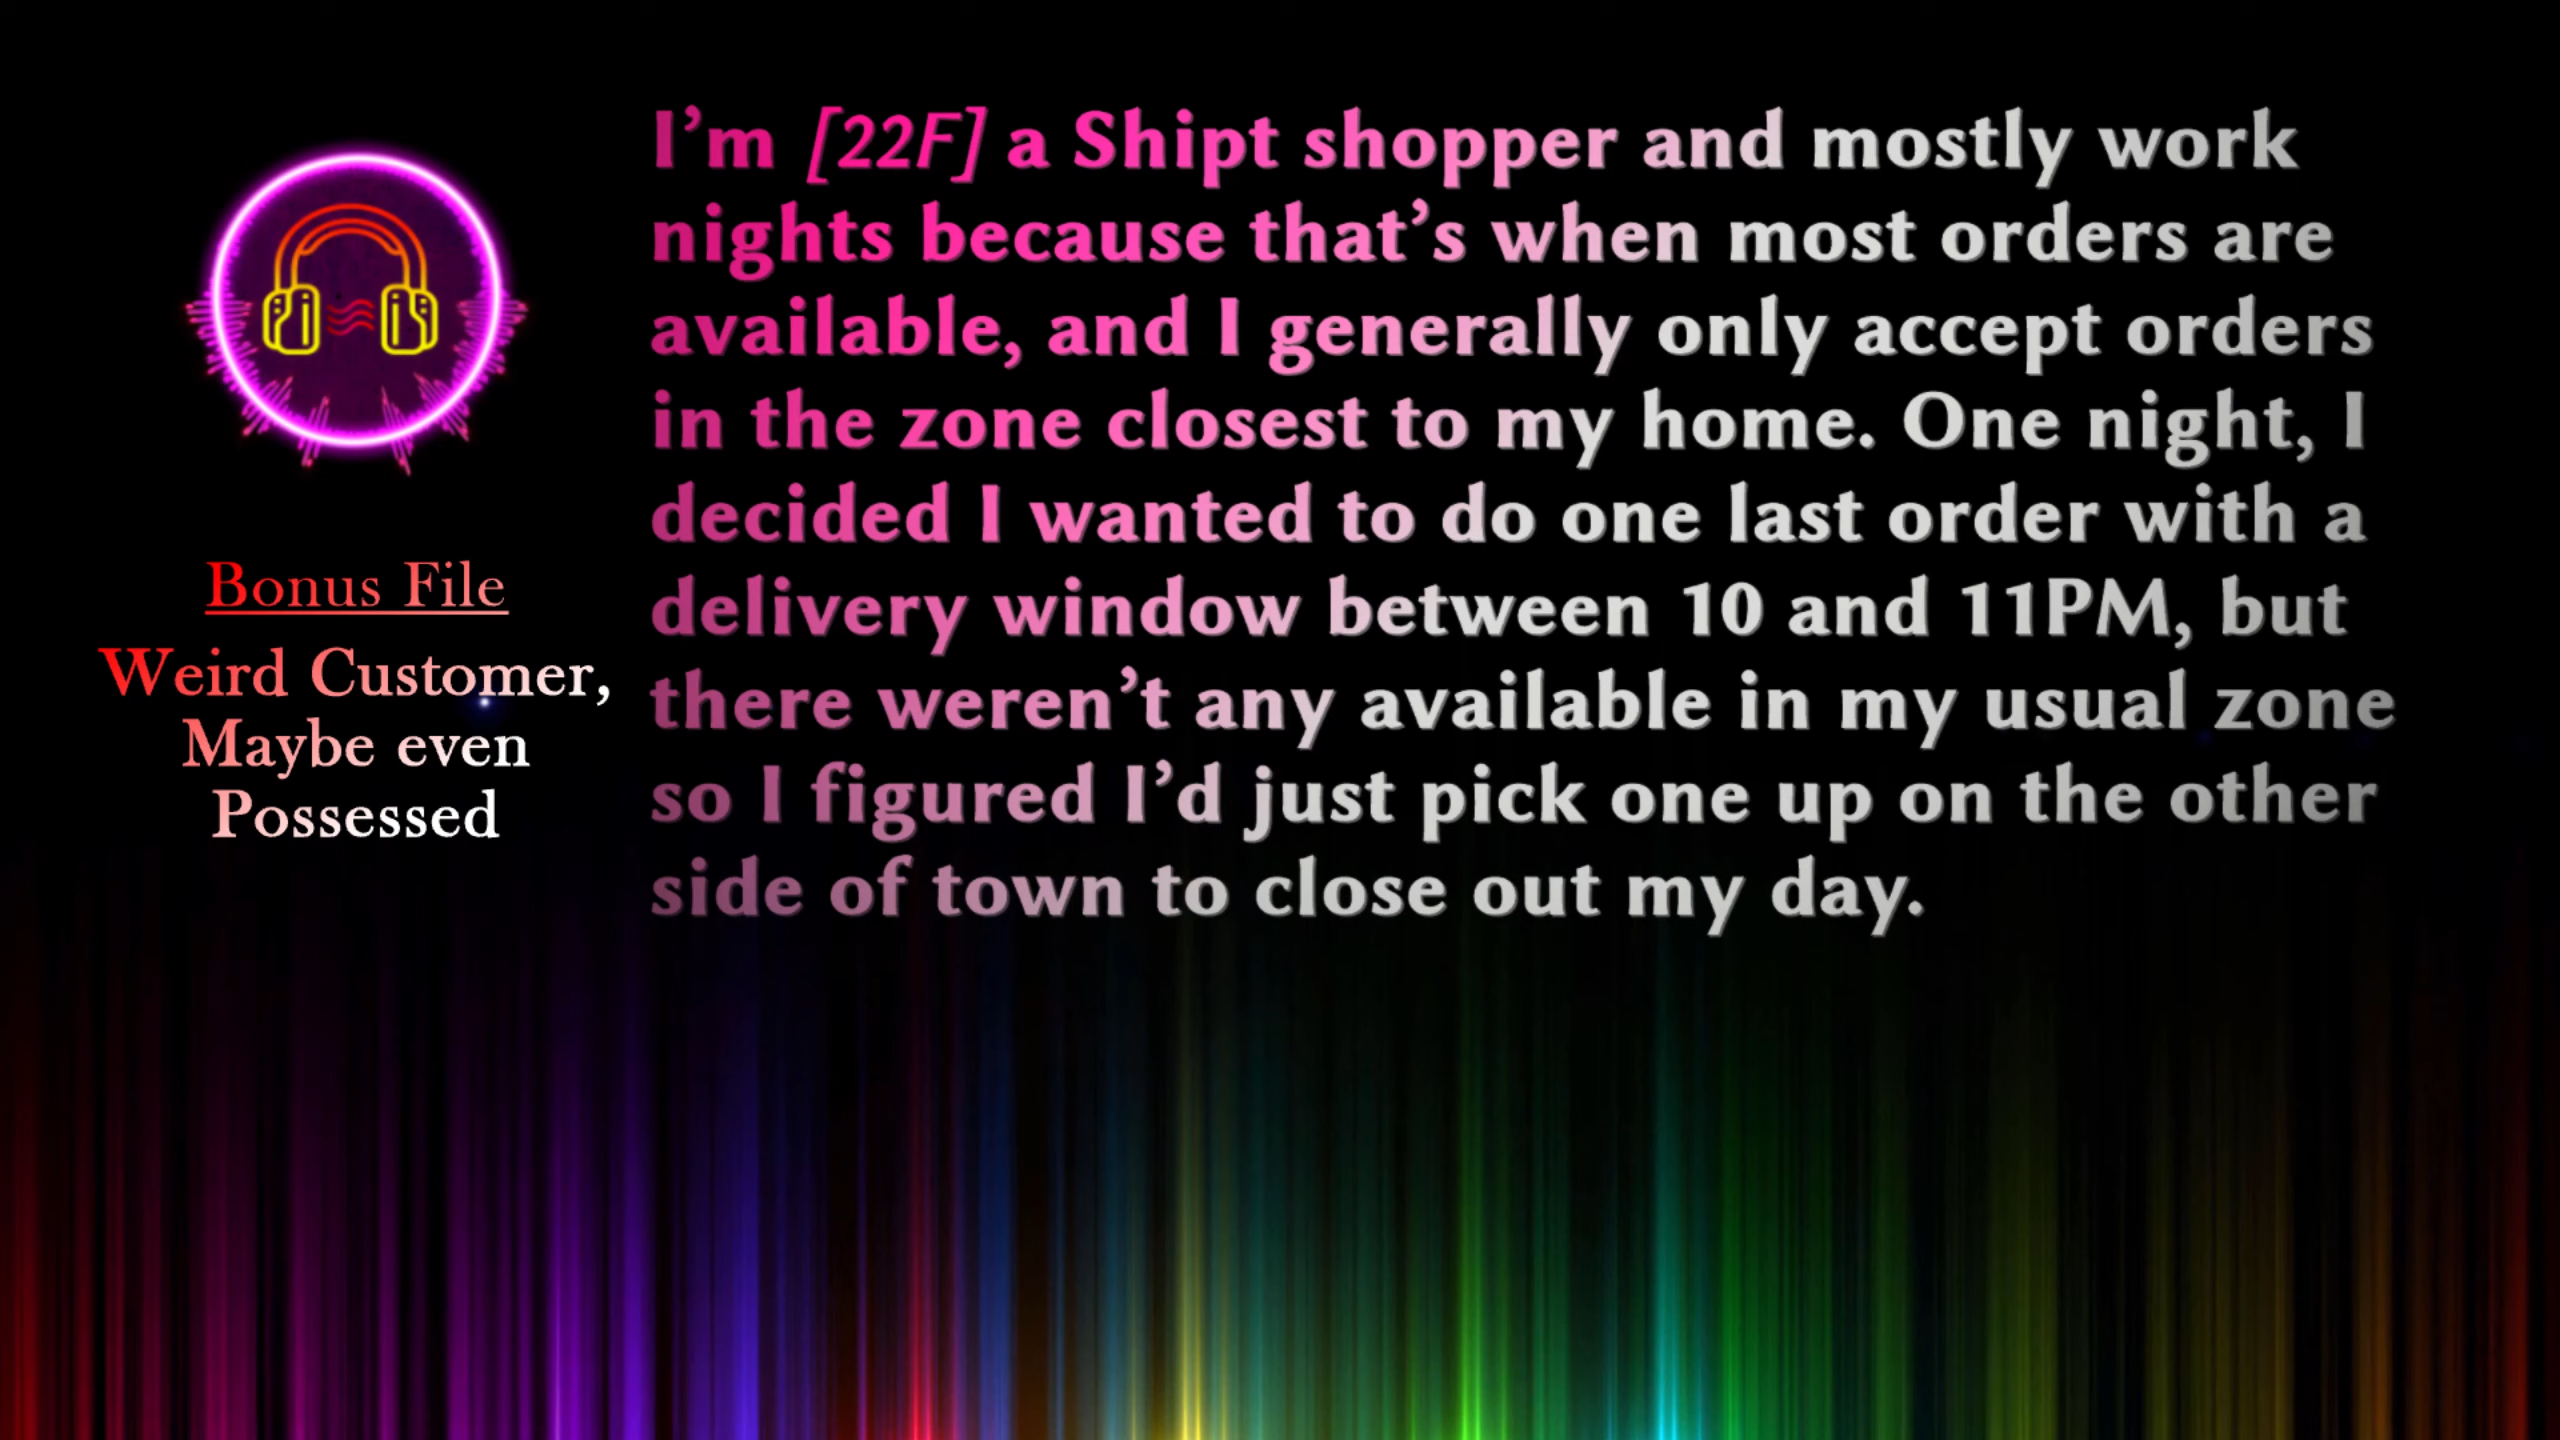 Bonus File
Weird Customer,
Maybe even
Possessed
I’m [22F] a Shipt shopper and mostly work
nights because that’s when most orders are
available, and I generally only accept orders
in the zone closest to my home. One night, I
decided I wanted to do one last order with a
delivery window between 10 and 11PM, but
there weren’t any available in my usual zone
so I figured I’d just pick one up on the other
side of town to close out my day.